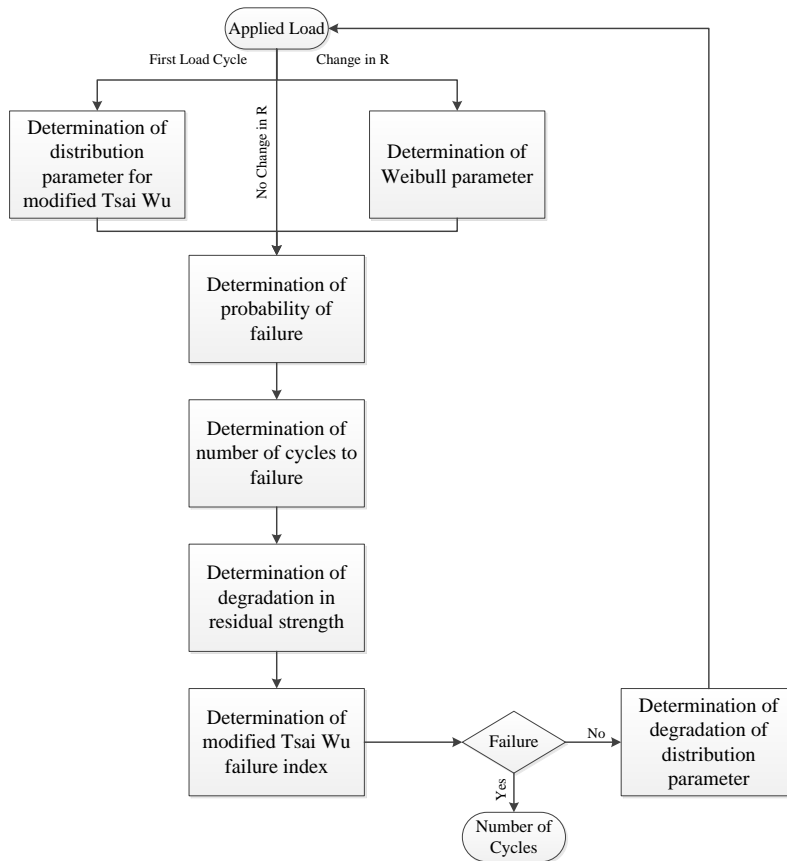 Applied Load
First Load Cycle
Change in R
No Change in R
Determination of
distribution
parameter for
modified Tsai Wu
Determination of
Weibull parameter
Determination of
probability of
failure
Determination of
number of cycles to
failure
Determination of
degradation in
residual strength
Determination of
modified Tsai Wu
failure index
Failure
No
Yes
Determination of
degradation of
distribution
parameter
Number of
Cycles